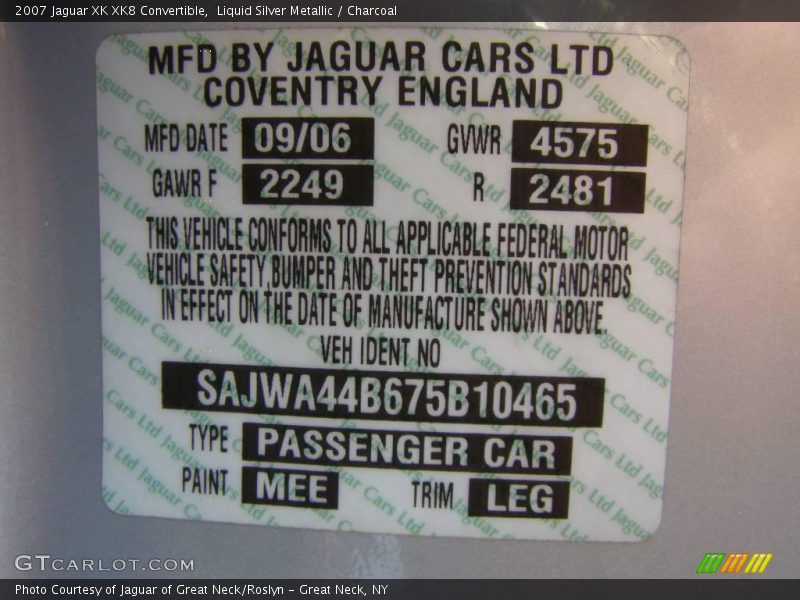 2007 Jaguar XK XK8 Convertible,  Liquid Silver Metallic / Charcoal
MFD BY JAGUAR CARS LTD
COVENTRY ENGLAND
MFD DATE 09/06 GVWR 4575
GAWR F 2249 R 2481
THIS VEHICLE CONFORMS TO ALL APPLICABLE FEDERAL MOTOR
VEHICLE SAFETY,BUMPER AND THEFT PREVENTION STANDARDS
IN EFFECT ON THE DATE OF MANUFACTURE SHOWN ABOVE.
VEH IDENT NO
SAJWA44B675B10465
TYPE PASSENGER CAR
PAINT MEE TRIM LEG
GTCARLOT.COM
Photo Courtesy of Jaguar of Great Neck/Roslyn – Great Neck, NY